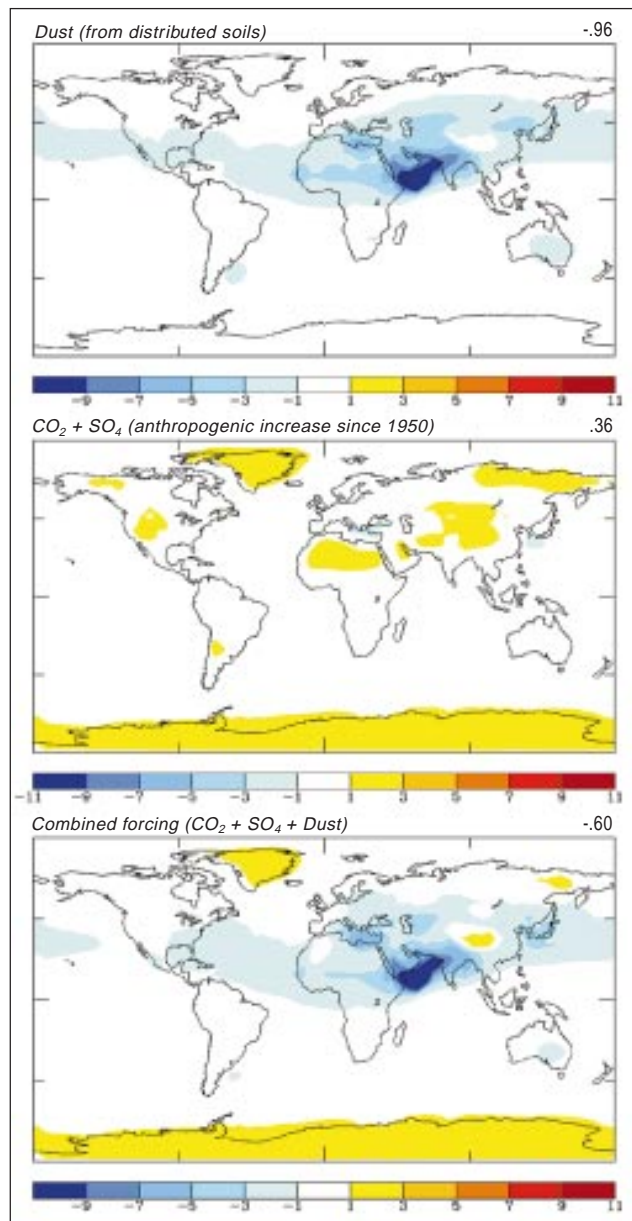 Dust (from distributed soils) -.96
-9 -7 -5 -3 -1 1 3 5 7 9 11
CO₂ + SO₄ (anthropogenic increase since 1950) .36
-11 -9 -7 -5 -3 -1 1 3 5 7 9 11
Combined forcing (CO₂ + SO₄ + Dust) -.60
-9 -7 -5 -3 -1 1 3 5 7 9 11